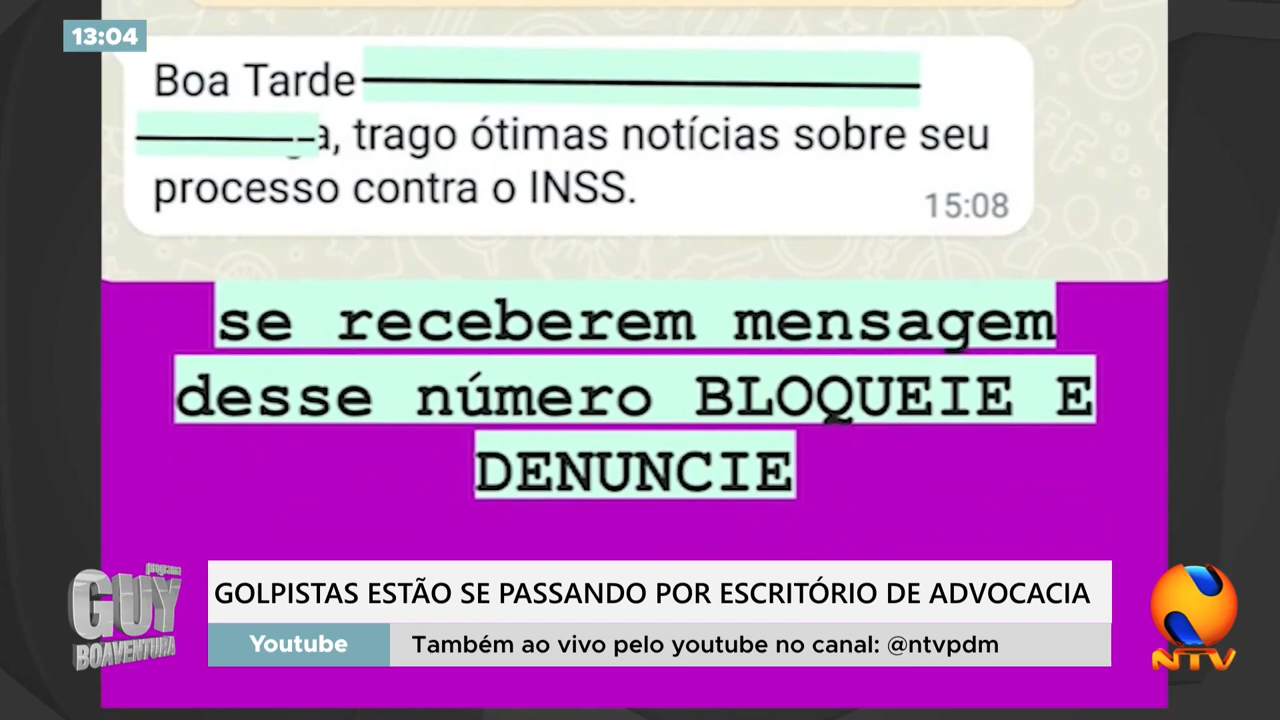 13:04
Boa Tarde
a, trago ótimas notícias sobre seu
processo contra o INSS.
15:08
se receberem mensagem
desse número BLOQUEIE E
DENUNCIE
programa
GUY
BOAVENTURA
GOLPISTAS ESTÃO SE PASSANDO POR ESCRITÓRIO DE ADVOCACIA
Youtube
Também ao vivo pelo youtube no canal: @ntvpdm
NTV